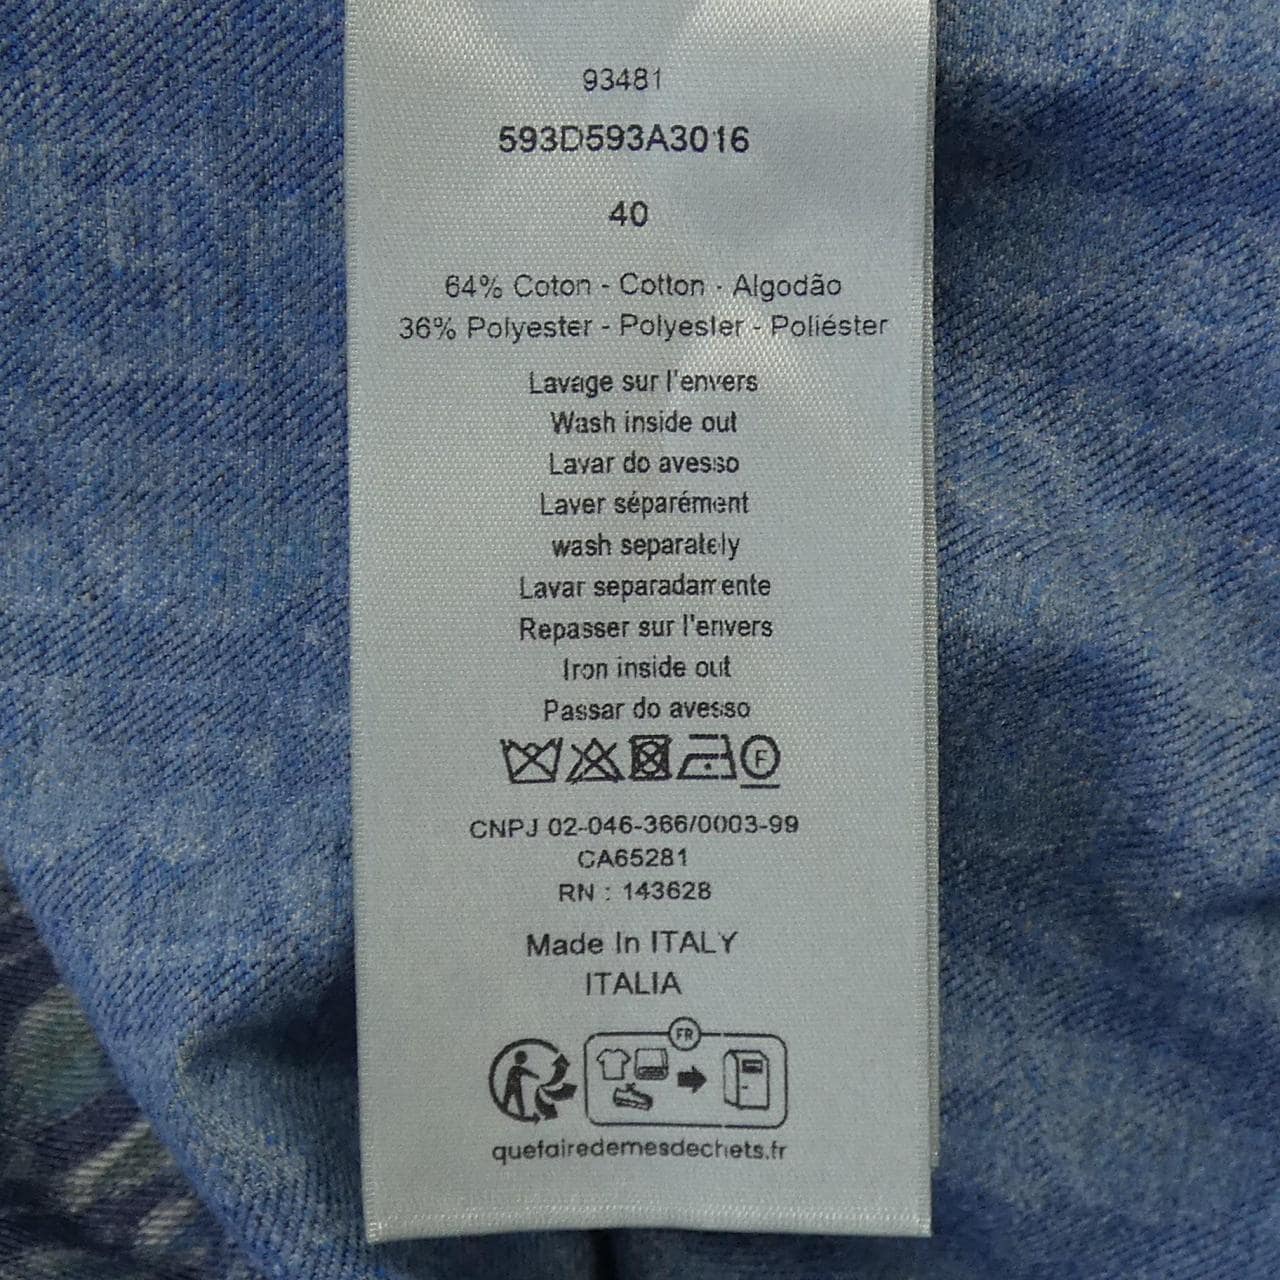 93481
593D593A3016
40
64% Coton - Cotton - Algodão
36% Polyester - Polyester - Poliéster
Lavage sur l'envers
Wash inside out
Lavar do avesso
Laver séparément
wash separately
Lavar separadamente
Repasser sur l'envers
Iron inside out
Passar do avesso
F
CNPJ 02-046-366/0003-99
CA65281
RN : 143628
Made In ITALY
ITALIA
FR
quefairedemesdechets.fr